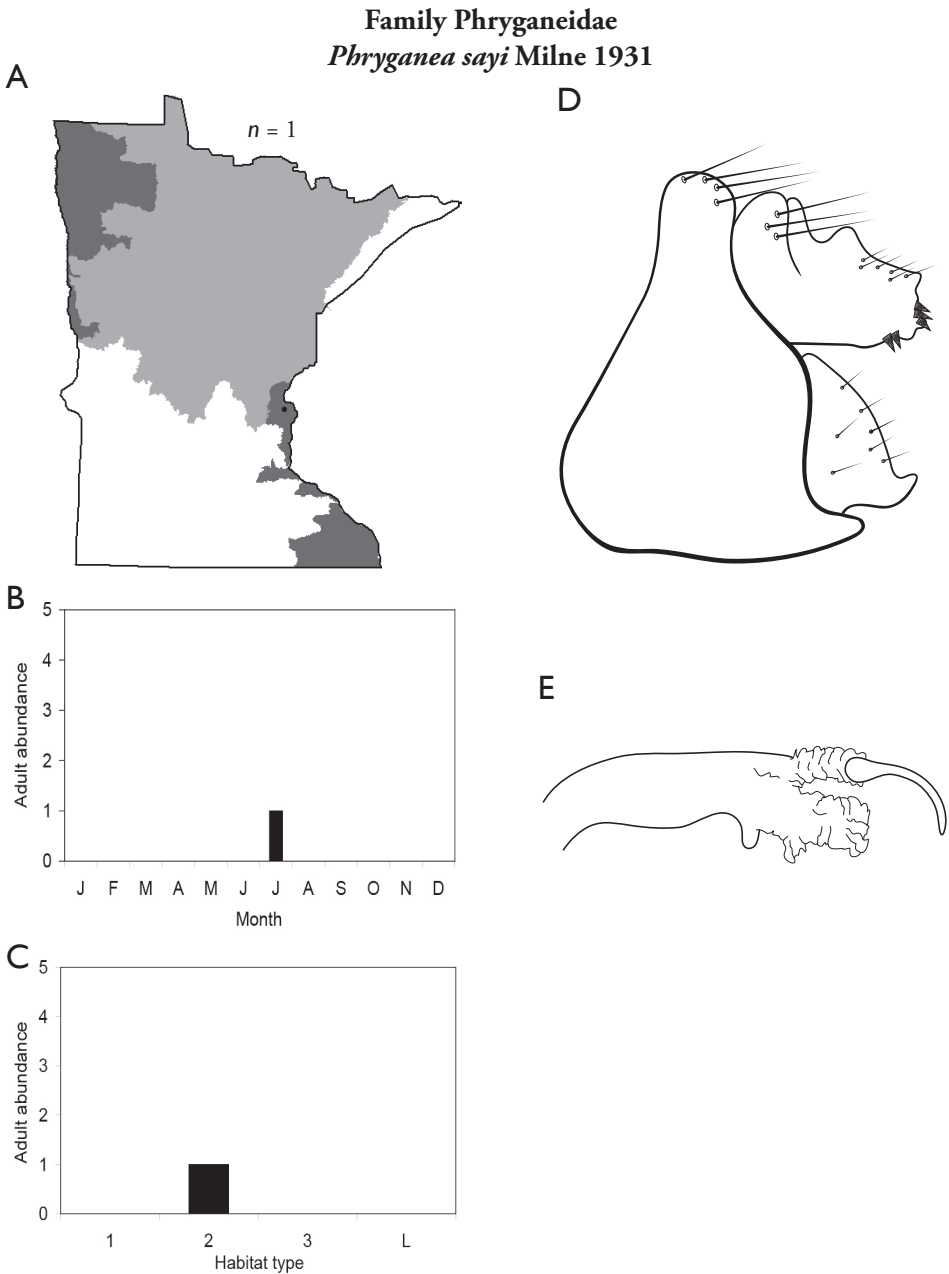 Family Phryganeidae
Phryganea sayi Milne 1931
A
n = 1
D
B
Adult abundance
5
4
3
2
1
0
J F M A M J J A S O N D
Month
E
C
Adult abundance
5
4
3
2
1
0
1 2 3 L
Habitat type